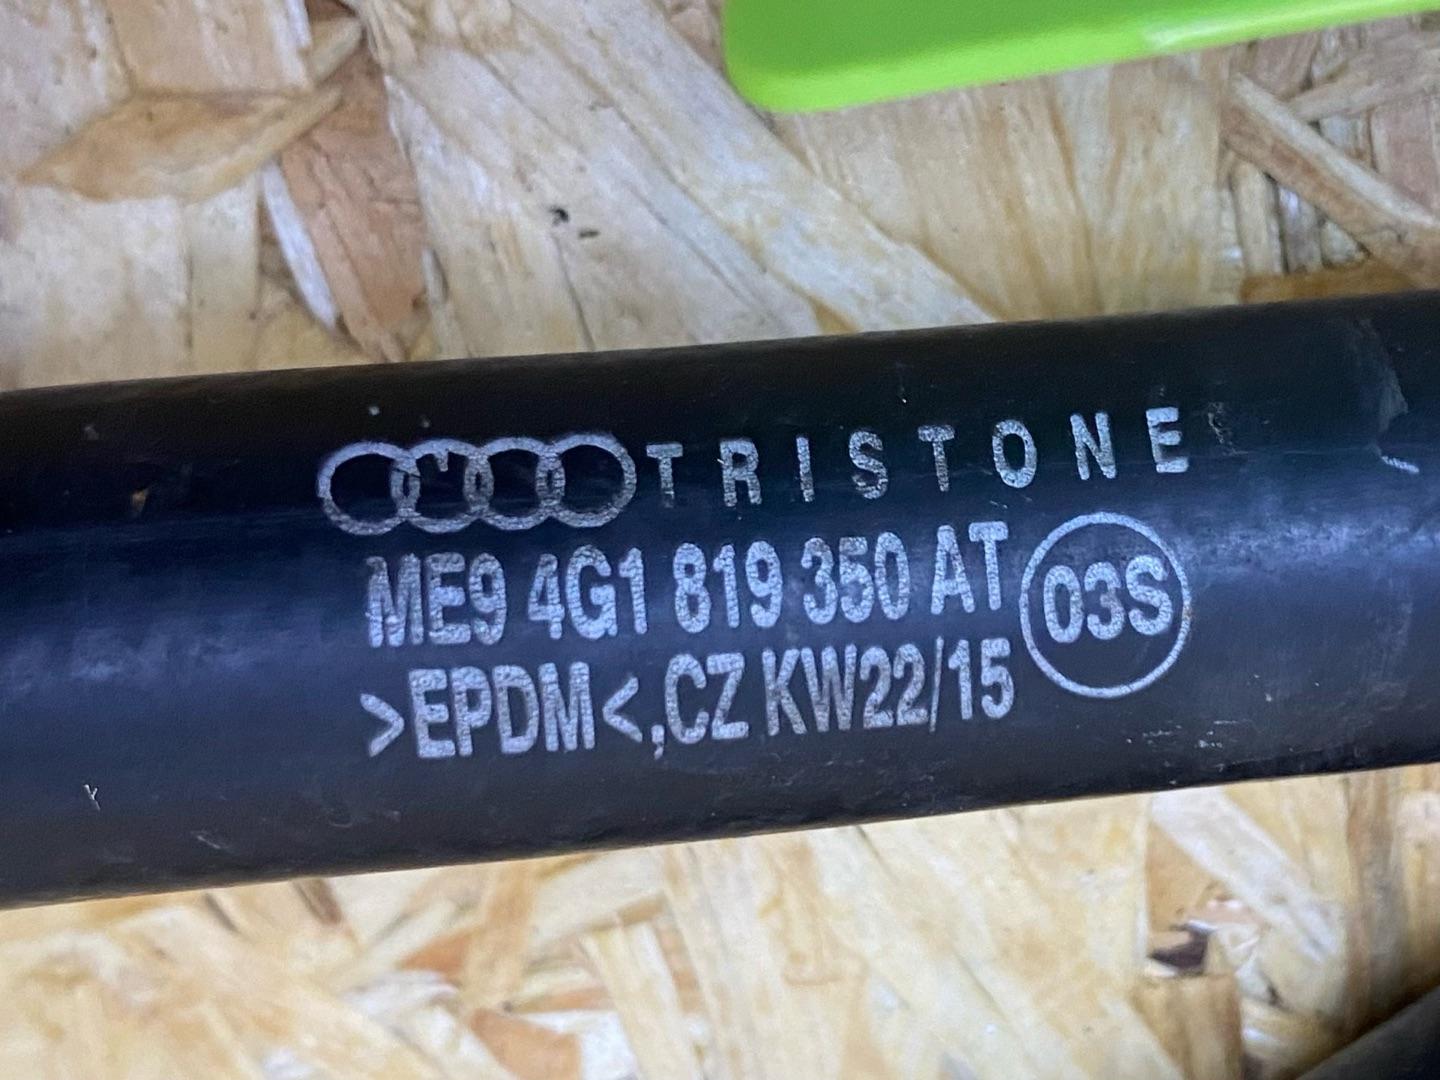 TRISTONE
ME9 4G1 819 350 AT 03S
>EPDM<,CZ KW22/15